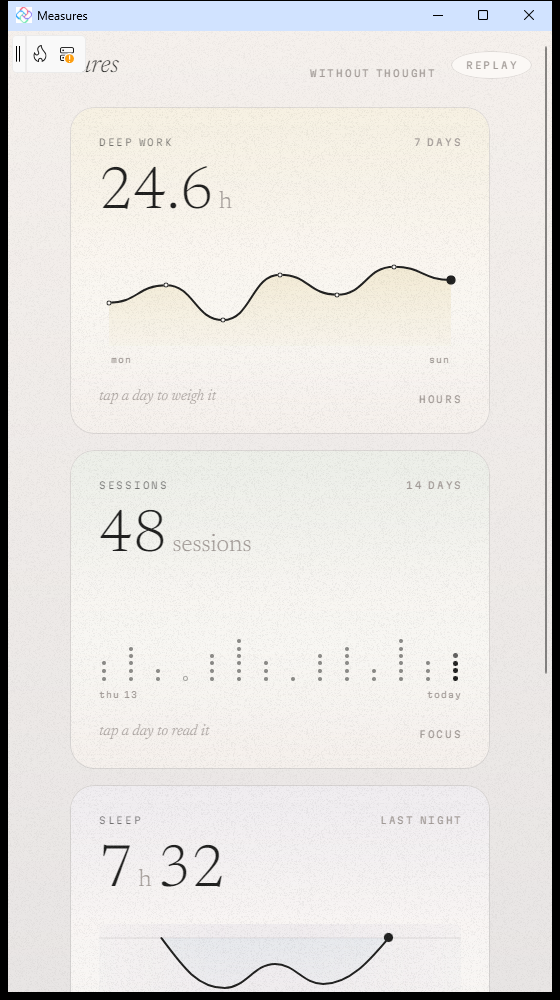 Measures
WITHOUT THOUGHT
REPLAY
DEEP WORK
7 DAYS
24.6 h
mon
sun
tap a day to weigh it
HOURS
SESSIONS
14 DAYS
48 sessions
thu 13
today
tap a day to read it
FOCUS
SLEEP
LAST NIGHT
7 h 32